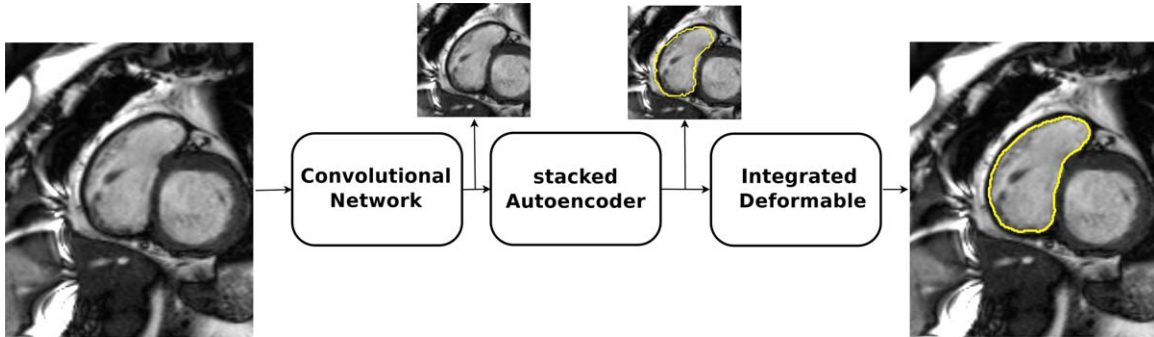 Convolutional
Network
stacked
Autoencoder
Integrated
Deformable